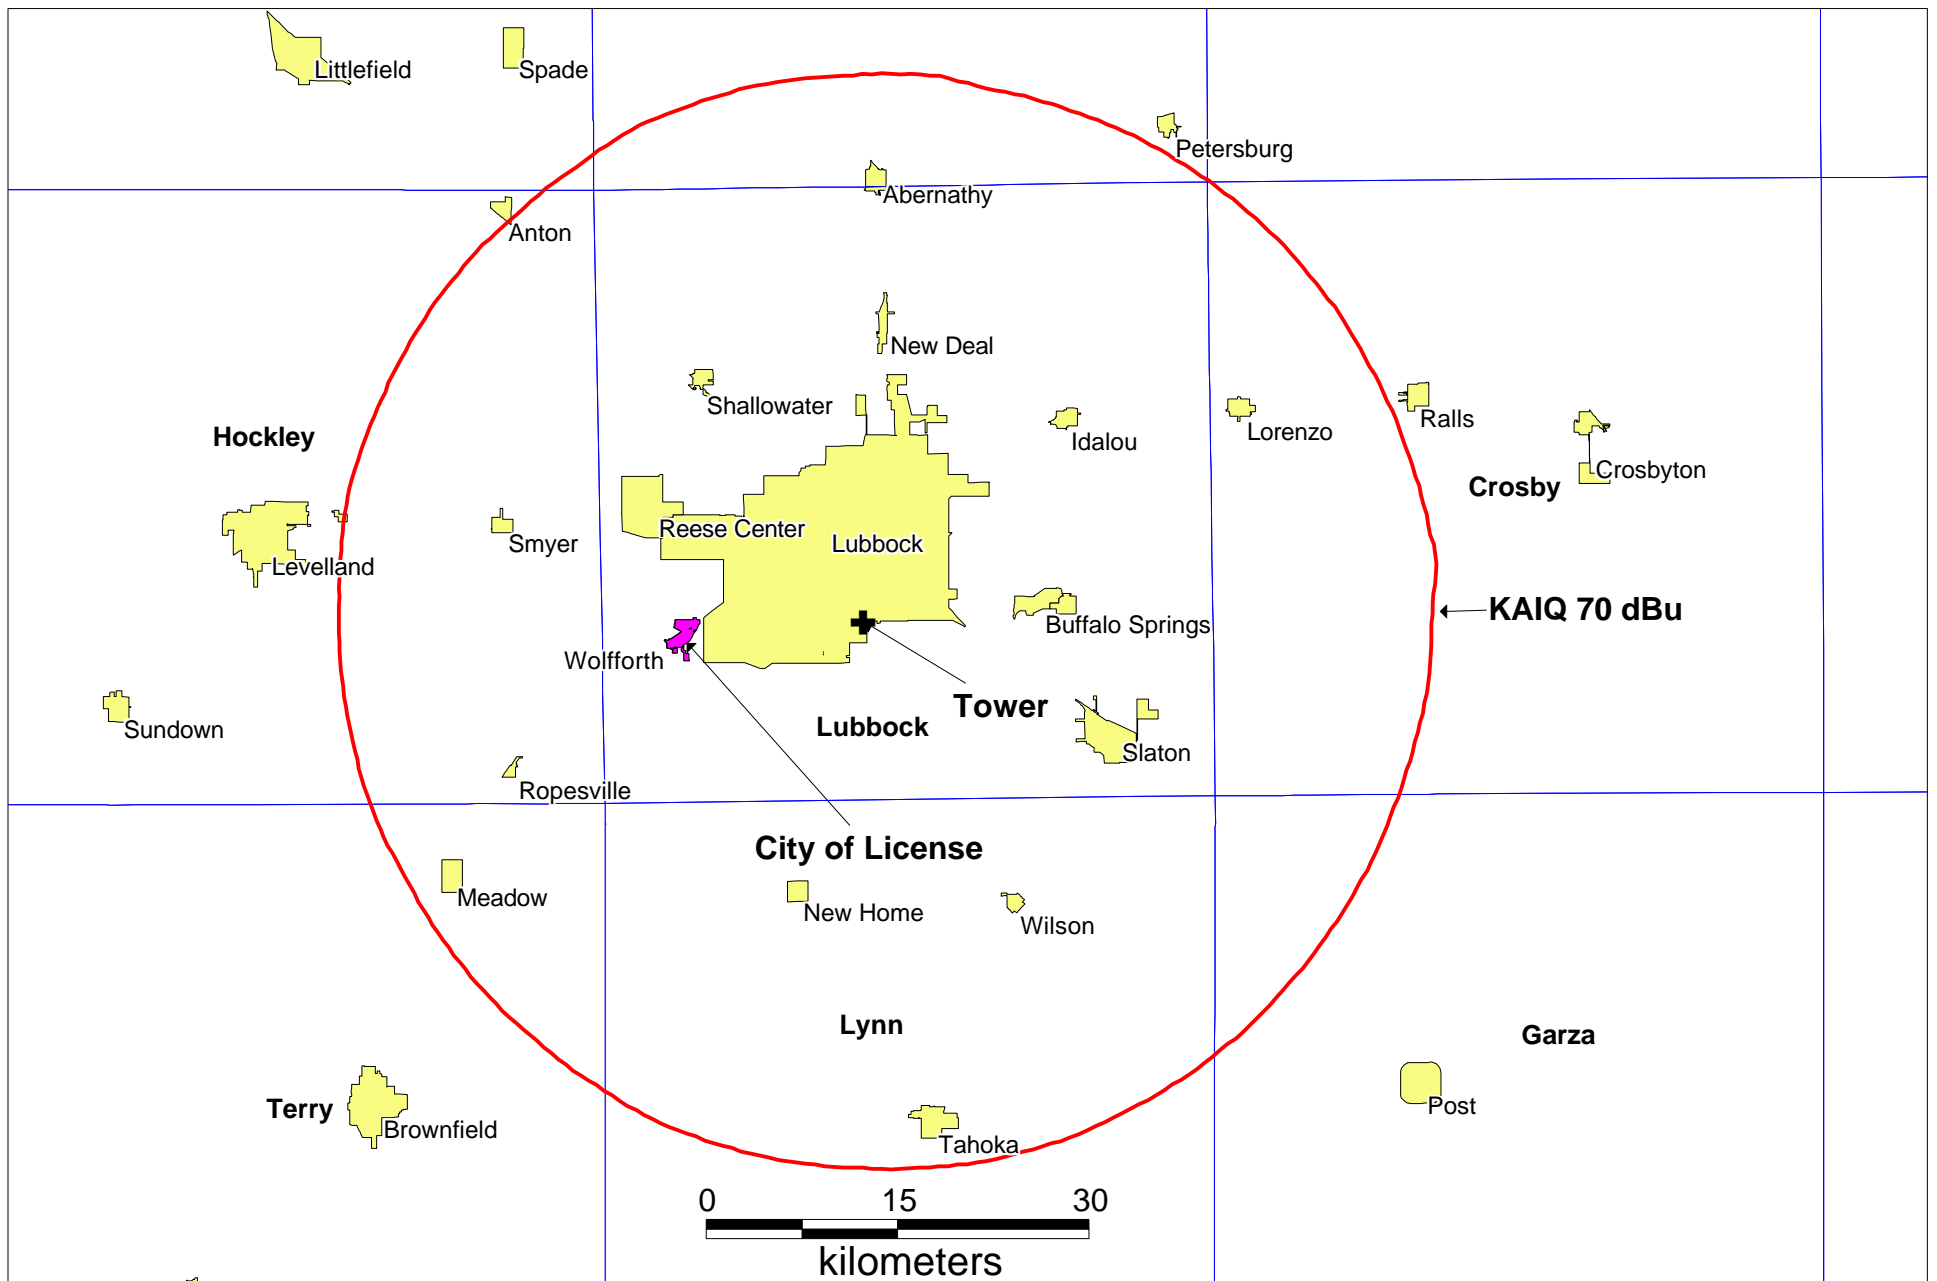 Littlefield
Spade
Petersburg
Abernathy
Anton
New Deal
Shallowater
Idalou
Lorenzo
Ralls
Hockley
Crosbyton
Crosby
Reese Center
Lubbock
Smyer
Levelland
KAIQ 70 dBu
Buffalo Springs
Wolfforth
Tower
Sundown
Lubbock
Slaton
Ropesville
City of License
Meadow
New Home
Wilson
Lynn
Garza
Terry
Post
Brownfield
Tahoka
0 15 30
kilometers